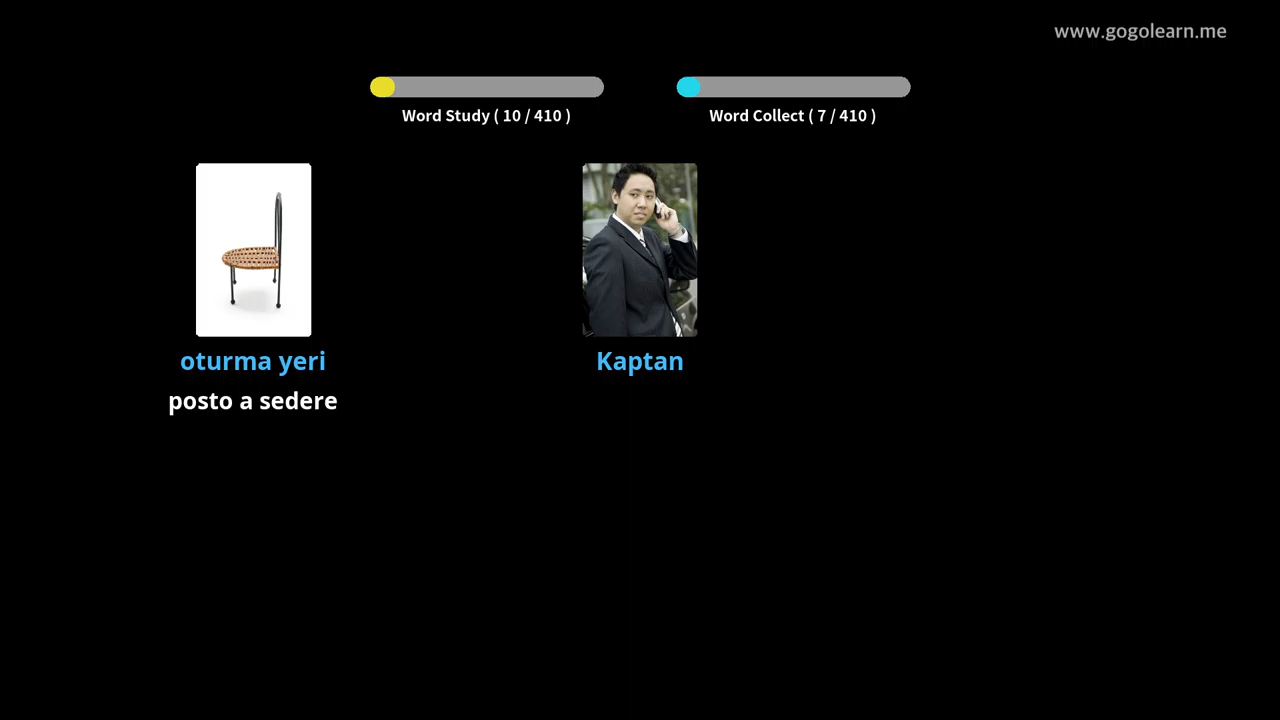 www.gogolearn.me
Word Study ( 10 / 410 )
Word Collect ( 7 / 410 )
oturma yeri
posto a sedere
Kaptan